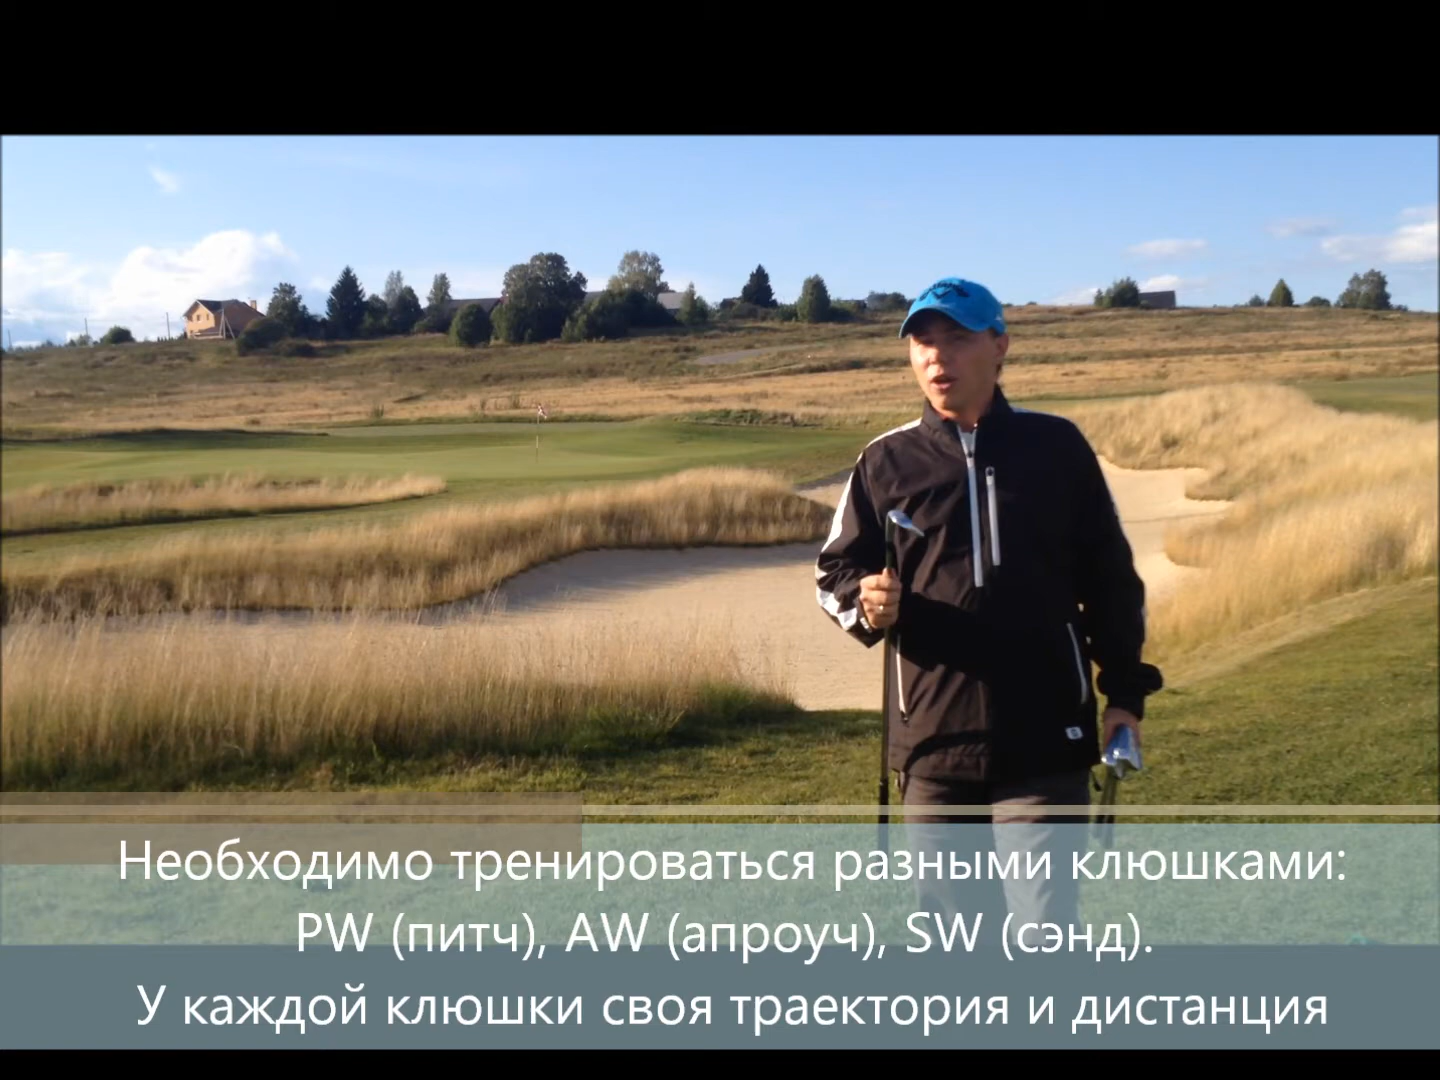 Необходимо тренироваться разными клюшками:
PW (питч), AW (апроуч), SW (сэнд).
У каждой клюшки своя траектория и дистанция